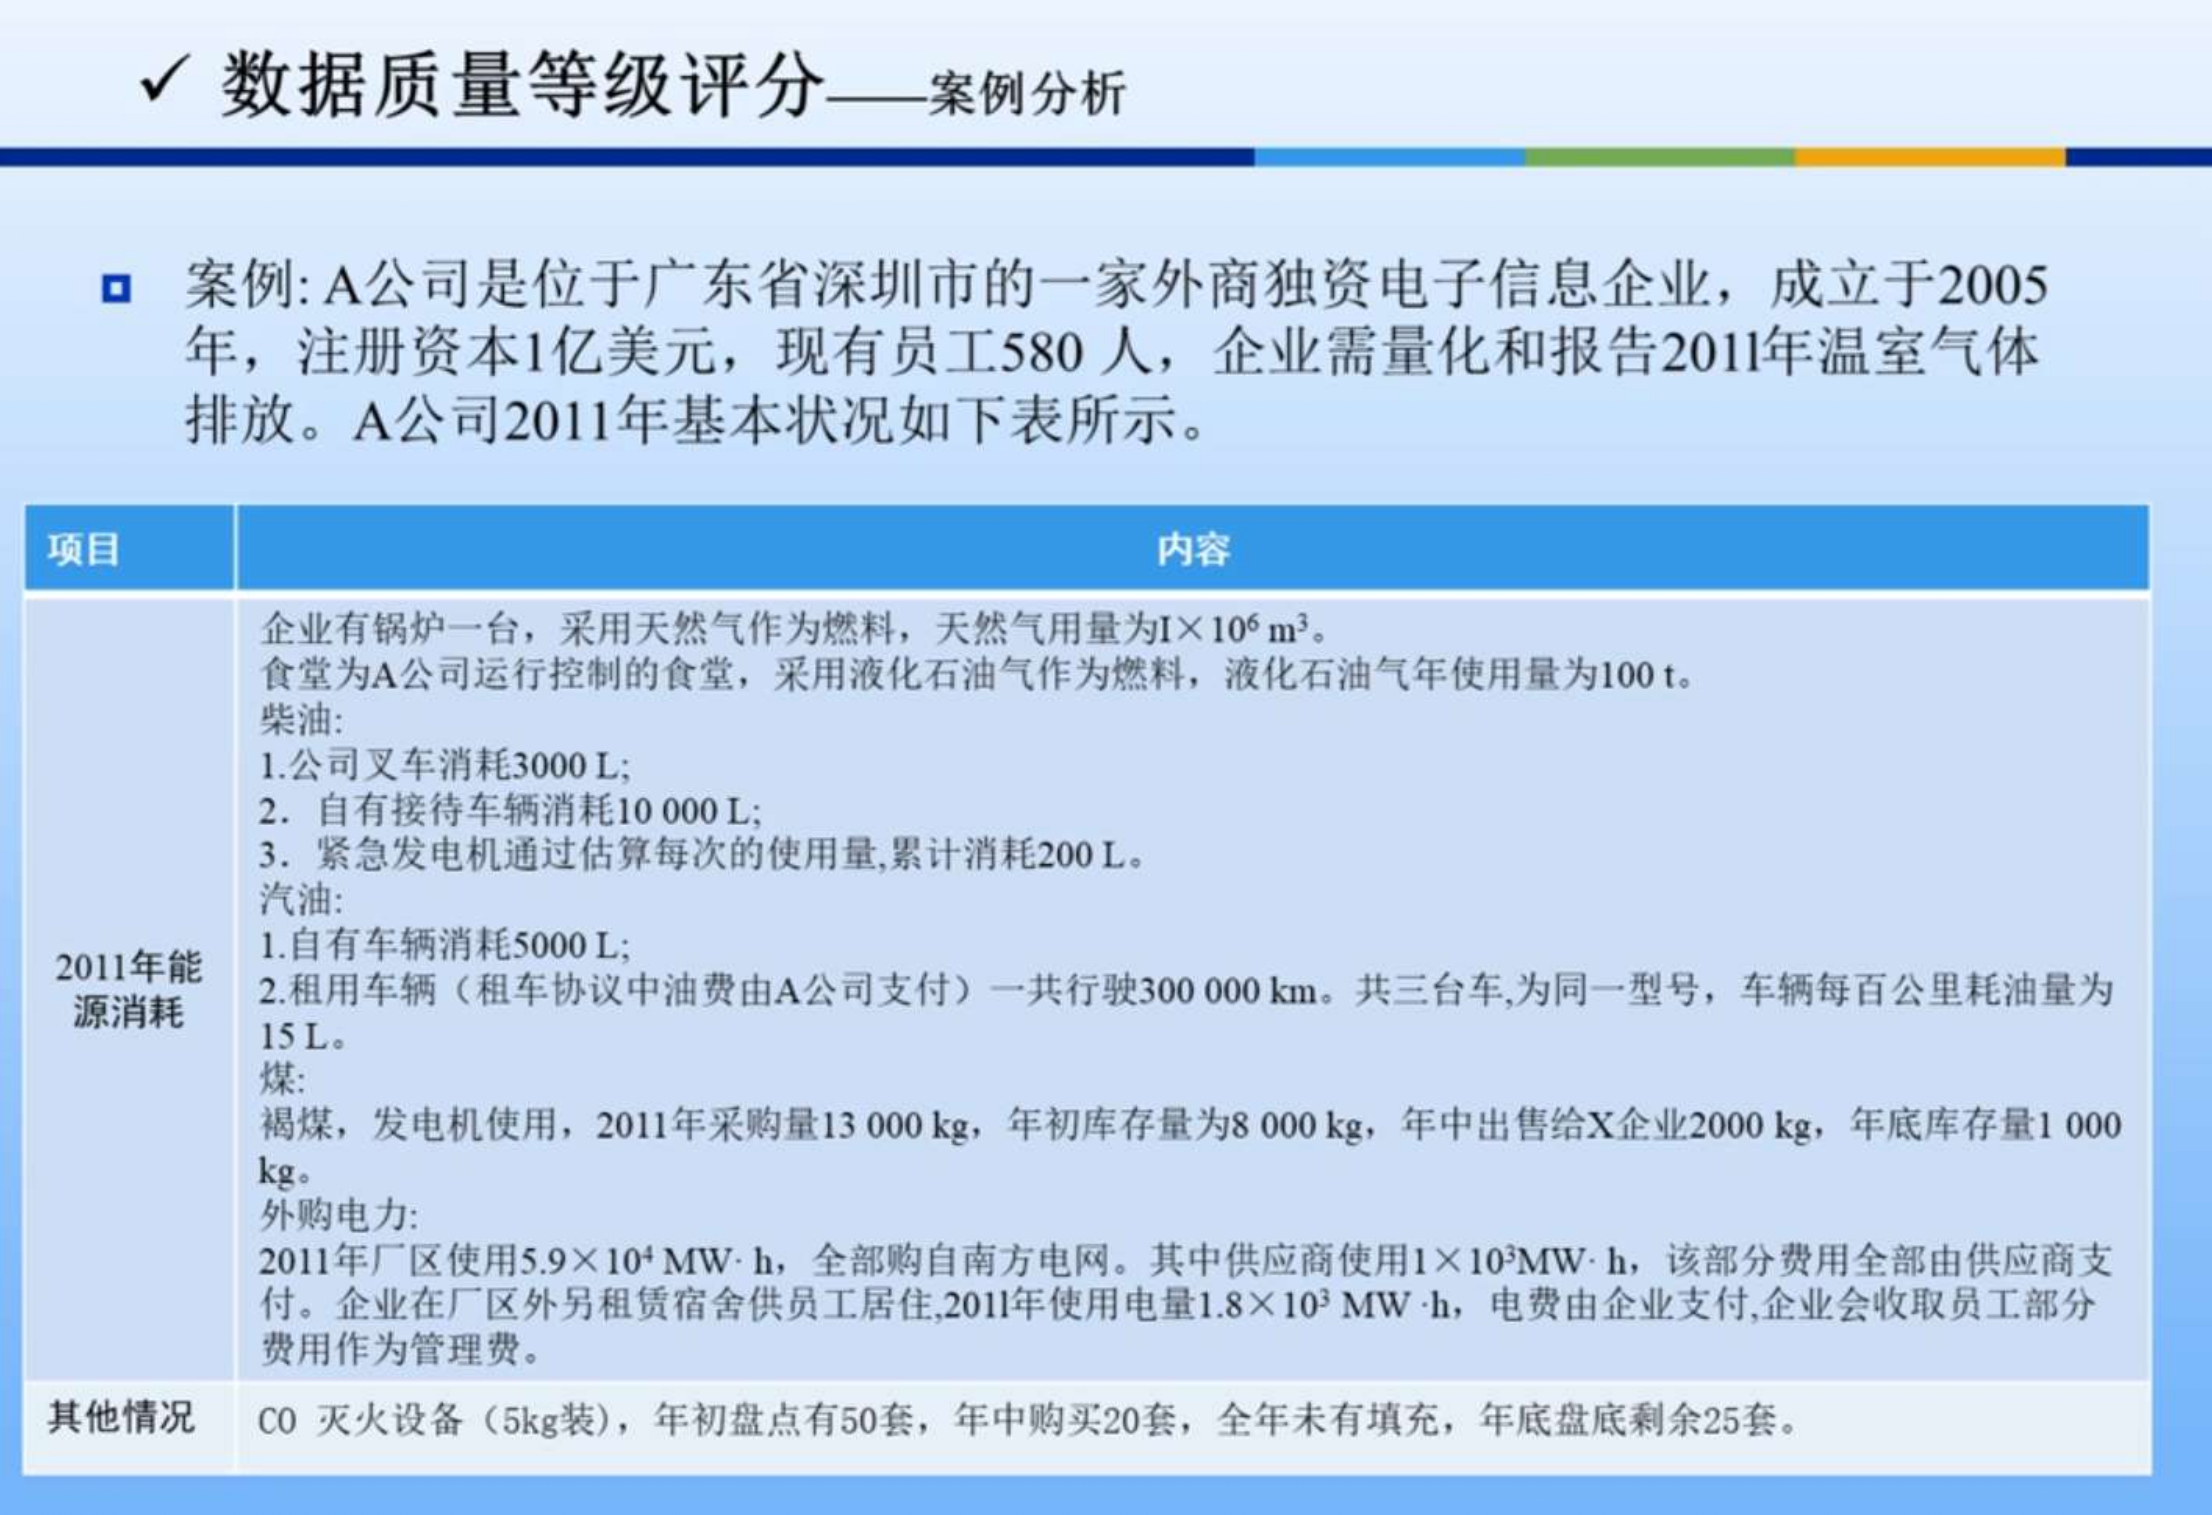 ✓ 数据质量等级评分——案例分析
案例: A公司是位于广东省深圳市的一家外商独资电子信息企业，成立于2005
年，注册资本1亿美元，现有员工580 人，企业需量化和报告2011年温室气体
排放。A公司2011年基本状况如下表所示。
项目 内容
企业有锅炉一台，采用天然气作为燃料，天然气用量为I×10⁶ m³。
食堂为A公司运行控制的食堂，采用液化石油气作为燃料，液化石油气年使用量为100 t。
柴油:
1.公司叉车消耗3000 L;
2．自有接待车辆消耗10 000 L;
3．紧急发电机通过估算每次的使用量,累计消耗200 L。
汽油:
1.自有车辆消耗5000 L;
2011年能
源消耗
2.租用车辆（租车协议中油费由A公司支付）一共行驶300 000 km。共三台车,为同一型号，车辆每百公里耗油量为
15 L。
煤:
褐煤，发电机使用，2011年采购量13 000 kg，年初库存量为8 000 kg，年中出售给X企业2000 kg，年底库存量1 000
kg。
外购电力:
2011年厂区使用5.9×10⁴ MW· h，全部购自南方电网。其中供应商使用1×10³MW· h，该部分费用全部由供应商支
付。企业在厂区外另租赁宿舍供员工居住,2011年使用电量1.8×10³ MW ·h，电费由企业支付,企业会收取员工部分
费用作为管理费。
其他情况 CO 灭火设备（5kg装），年初盘点有50套，年中购买20套，全年未有填充，年底盘底剩余25套。